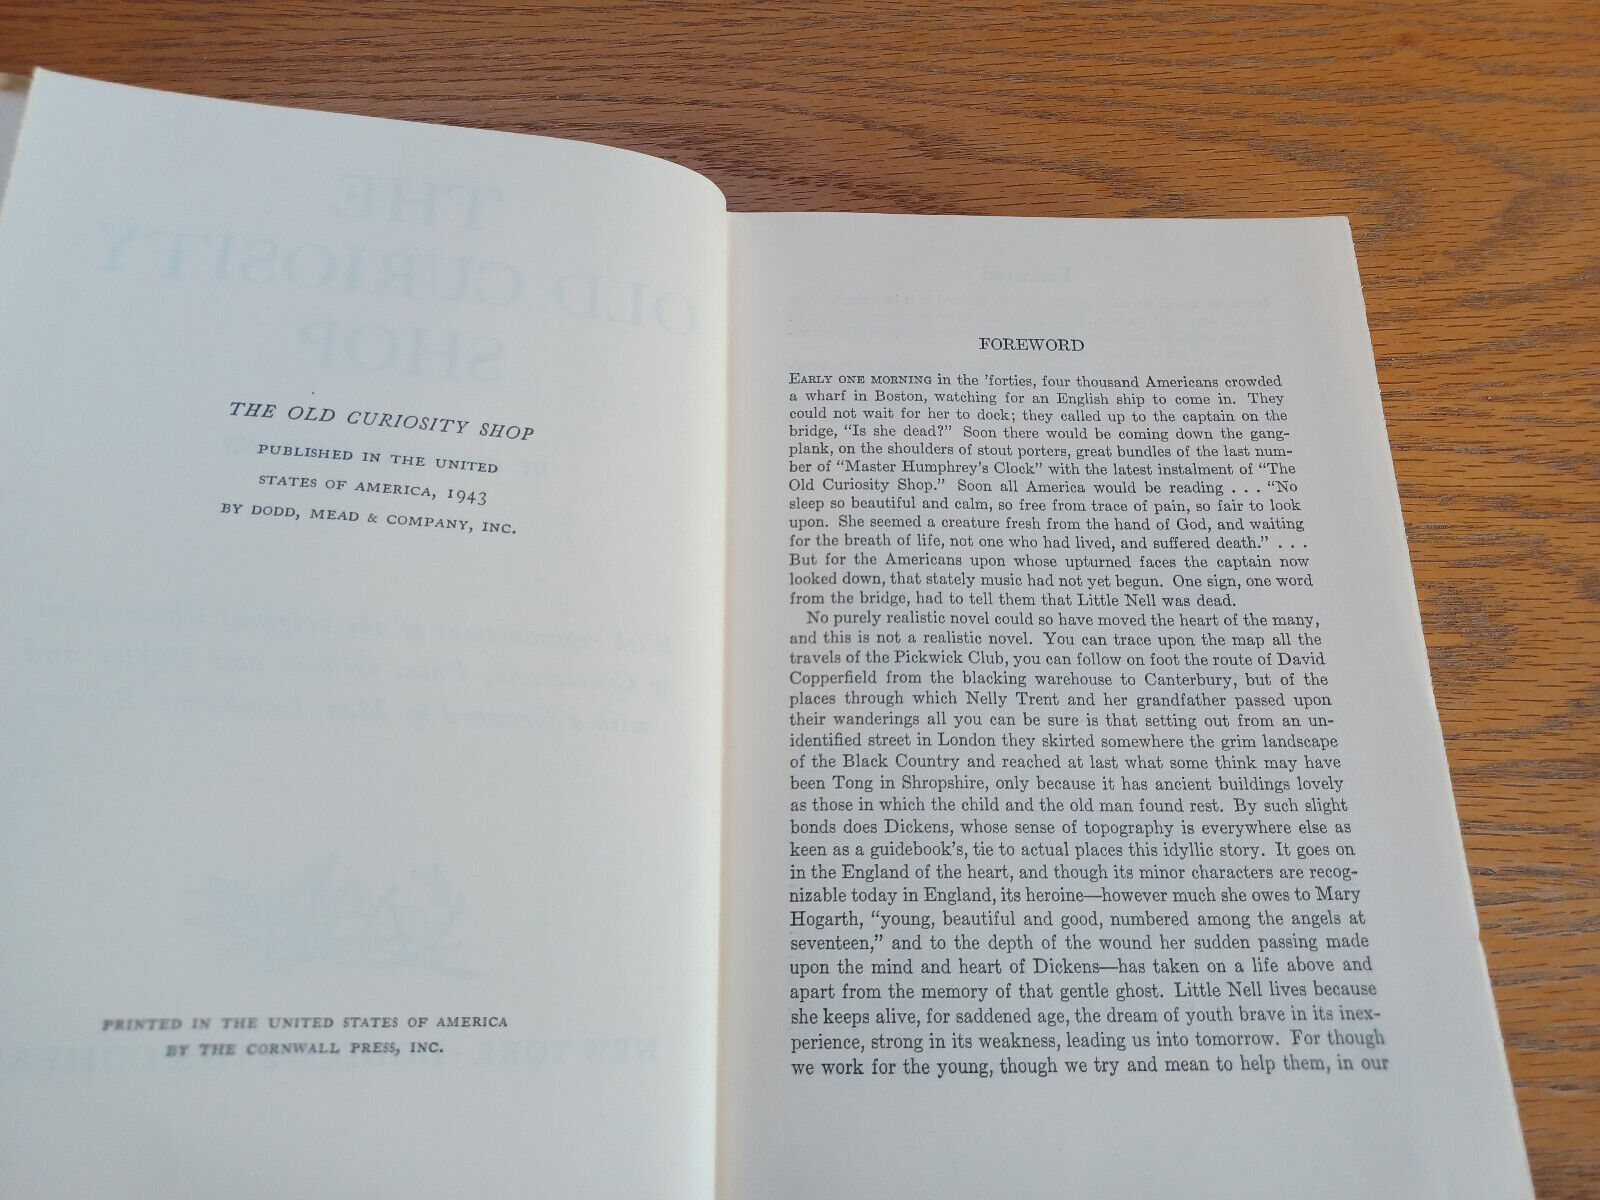 THE OLD CURIOSITY SHOP
PUBLISHED IN THE UNITED
STATES OF AMERICA, 1943
BY DODD, MEAD & COMPANY, INC.
PRINTED IN THE UNITED STATES OF AMERICA
BY THE CORNWALL PRESS, INC.
FOREWORD
EARLY ONE MORNING in the 'forties, four thousand Americans crowded
a wharf in Boston, watching for an English ship to come in. They
could not wait for her to dock; they called up to the captain on the
bridge, "Is she dead?" Soon there would be coming down the gang-
plank, on the shoulders of stout porters, great bundles of the last num-
ber of "Master Humphrey's Clock" with the latest instalment of "The
Old Curiosity Shop." Soon all America would be reading . . . "No
sleep so beautiful and calm, so free from trace of pain, so fair to look
upon. She seemed a creature fresh from the hand of God, and waiting
for the breath of life, not one who had lived, and suffered death." . . .
But for the Americans upon whose upturned faces the captain now
looked down, that stately music had not yet begun. One sign, one word
from the bridge, had to tell them that Little Nell was dead.
No purely realistic novel could so have moved the heart of the many,
and this is not a realistic novel. You can trace upon the map all the
travels of the Pickwick Club, you can follow on foot the route of David
Copperfield from the blacking warehouse to Canterbury, but of the
places through which Nelly Trent and her grandfather passed upon
their wanderings all you can be sure is that setting out from an un-
identified street in London they skirted somewhere the grim landscape
of the Black Country and reached at last what some think may have
been Tong in Shropshire, only because it has ancient buildings lovely
as those in which the child and the old man found rest. By such slight
bonds does Dickens, whose sense of topography is everywhere else as
keen as a guidebook's, tie to actual places this idyllic story. It goes on
in the England of the heart, and though its minor characters are recog-
nizable today in England, its heroine—however much she owes to Mary
Hogarth, "young, beautiful and good, numbered among the angels at
seventeen," and to the depth of the wound her sudden passing made
upon the mind and heart of Dickens—has taken on a life above and
apart from the memory of that gentle ghost. Little Nell lives because
she keeps alive, for saddened age, the dream of youth brave in its inex-
perience, strong in its weakness, leading us into tomorrow. For though
we work for the young, though we try and mean to help them, in our